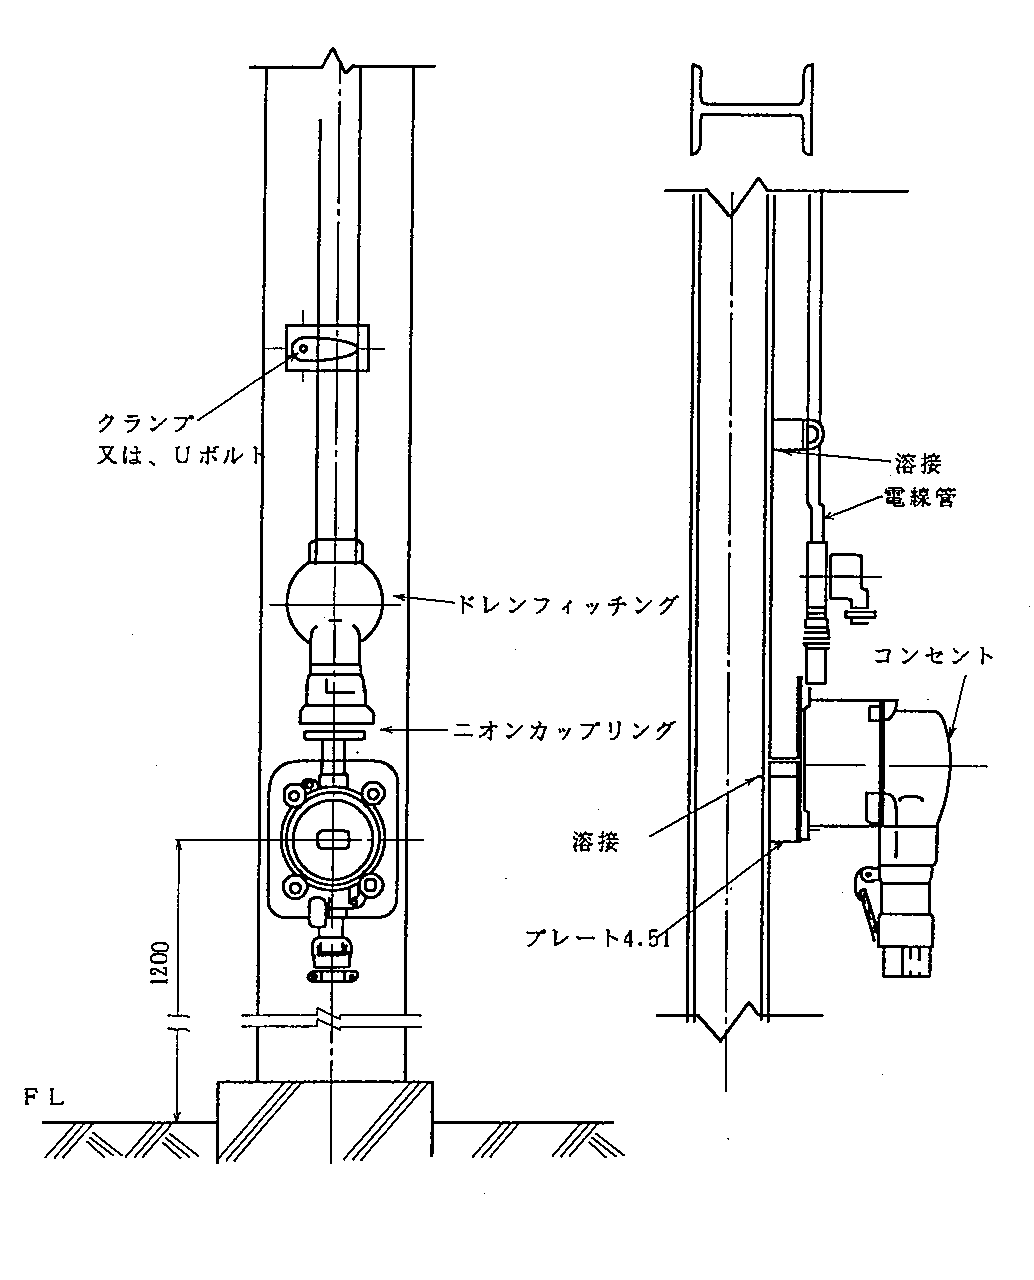 クランプ
又は、Uボルト
溶接
電線管
ドレンフィッチング
コンセント
ニオンカップリング
溶接
プレート4.5t
1200
FL